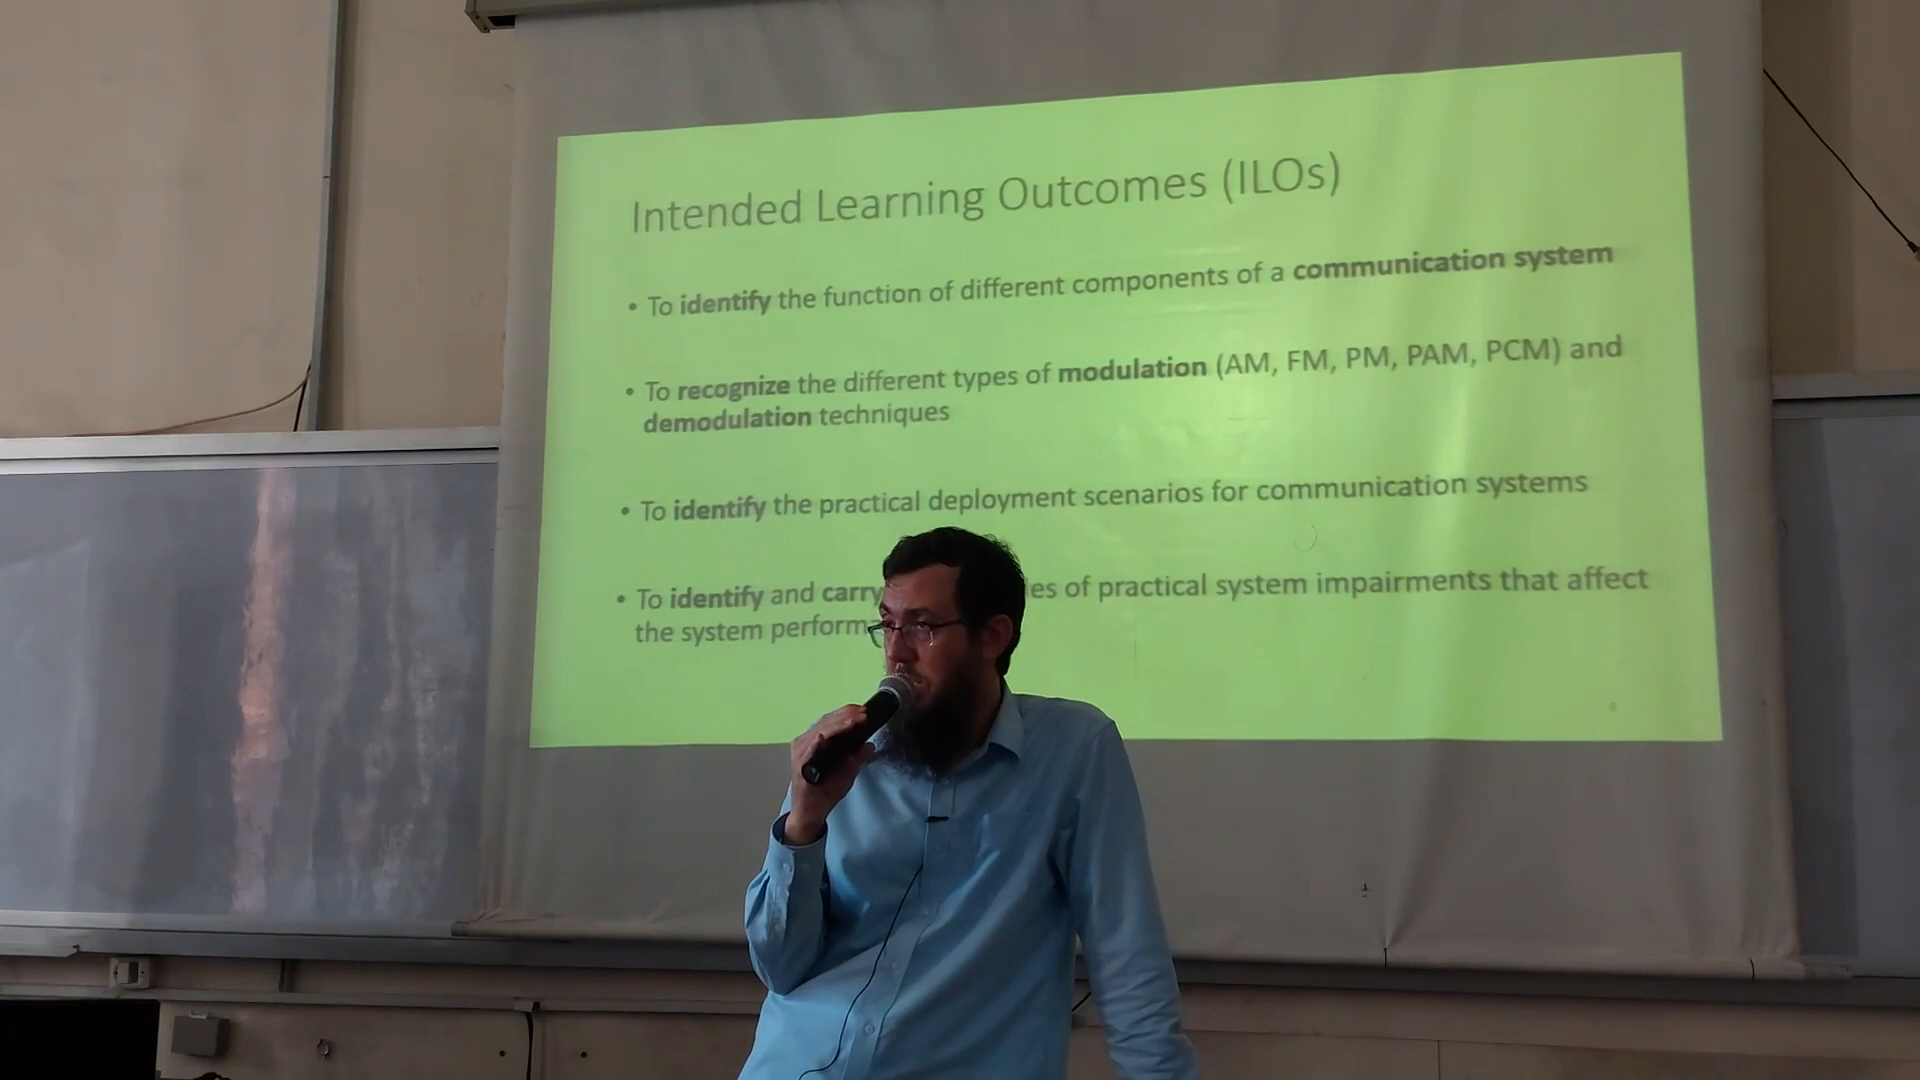 Intended Learning Outcomes (ILOs)
• To identify the function of different components of a communication system
• To recognize the different types of modulation (AM, FM, PM, PAM, PCM) and
demodulation techniques
• To identify the practical deployment scenarios for communication systems
• To identify and carry of practical system impairments that affect
the system